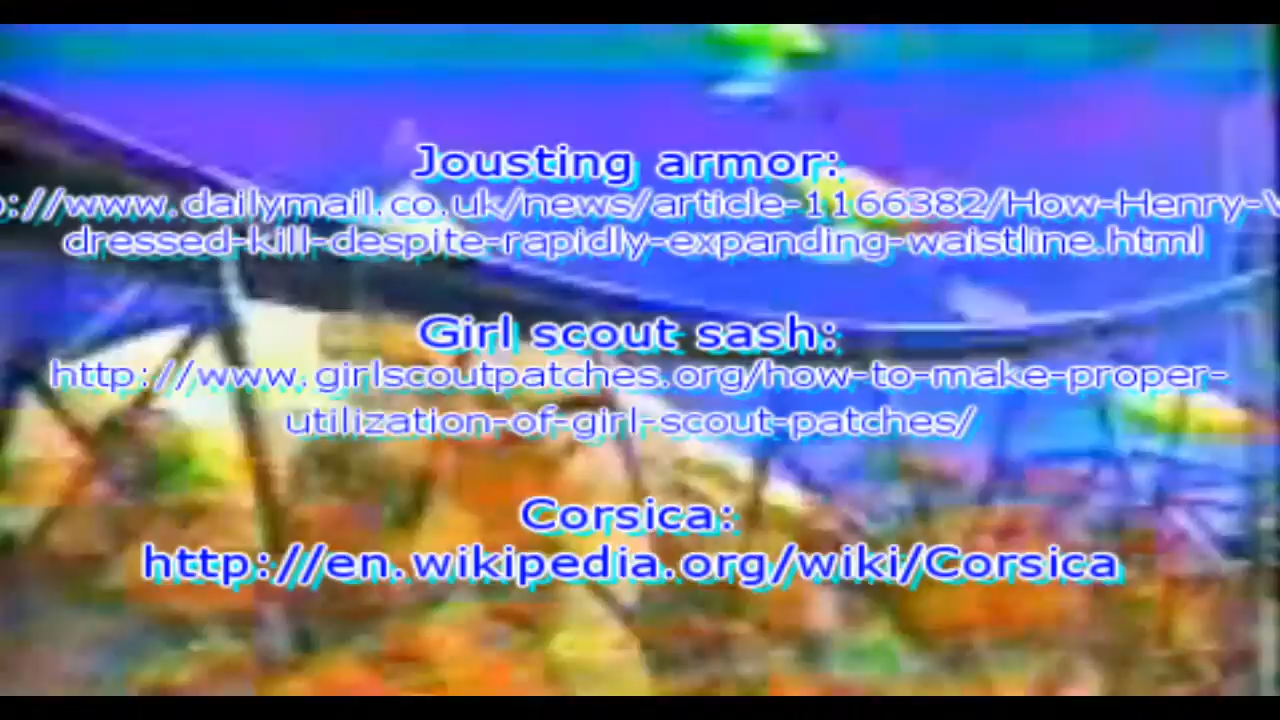 Jousting armor:
p://www.dailymail.co.uk/news/article-1166382/How-Henry-V
dressed-kill-despite-rapidly-expanding-waistline.html
Girl scout sash:
http://www.girlscoutpatches.org/how-to-make-proper-
utilization-of-girl-scout-patches/
Corsica:
http://en.wikipedia.org/wiki/Corsica